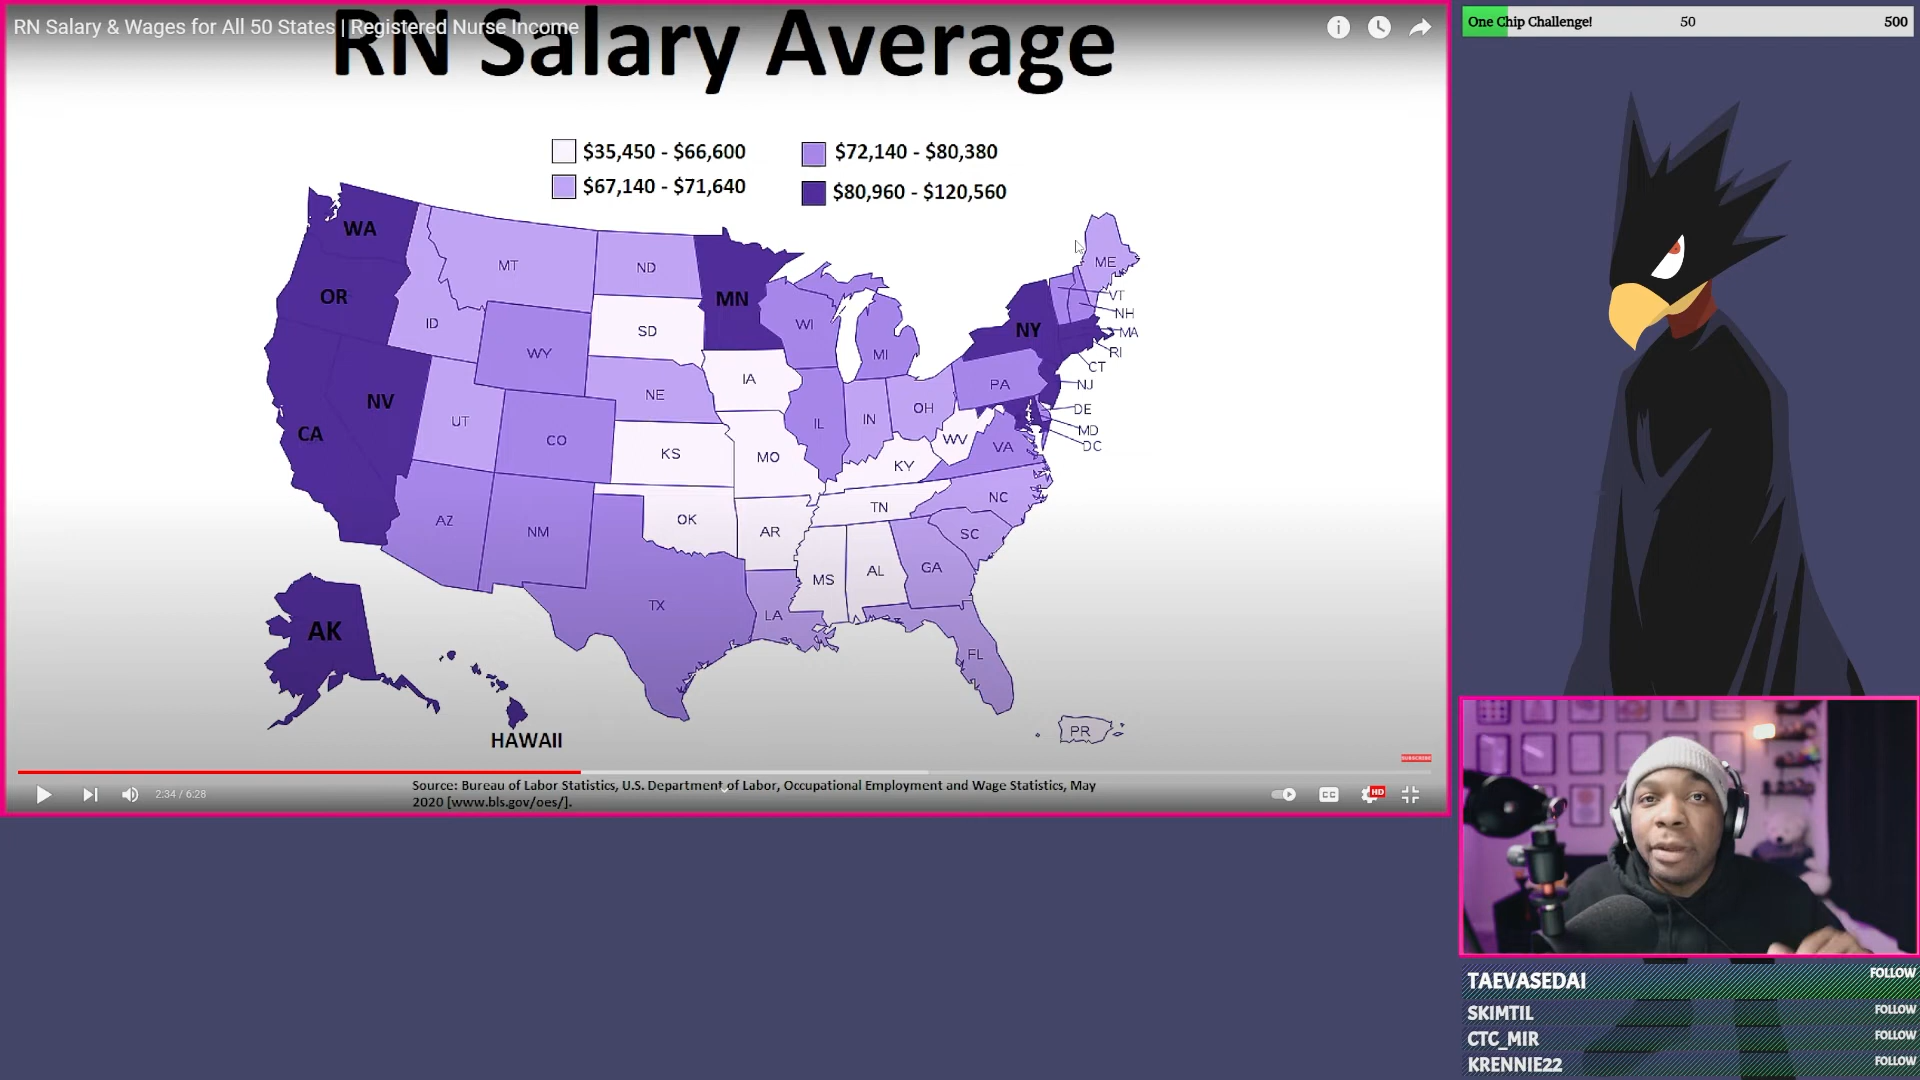 RN Salary & Wages for All 50 States | Registered Nurse Income
RN Salary Average
$35,450 - $66,600
$72,140 - $80,380
$67,140 - $71,640
$80,960 - $120,560
WA
MT
ND
MN
ME
OR
ID
SD
WI
VT
NH
NY
MA
WY
MI
RI
CT
IA
PA
NJ
NV
NE
OH
DE
CA
UT
CO
IL
IN
MD
WV
VA
DC
KS
MO
KY
AZ
NM
OK
AR
TN
NC
SC
TX
LA
MS
AL
GA
FL
AK
HAWAII
PR
SUBSCRIBE
2:34 / 6:28
Source: Bureau of Labor Statistics, U.S. Department of Labor, Occupational Employment and Wage Statistics, May
2020 [www.bls.gov/oes/].
CC
HD
One Chip Challenge! 50 500
TAEVASEDAI FOLLOW
SKIMTIL FOLLOW
CTC_MIR FOLLOW
KRENNIE22 FOLLOW